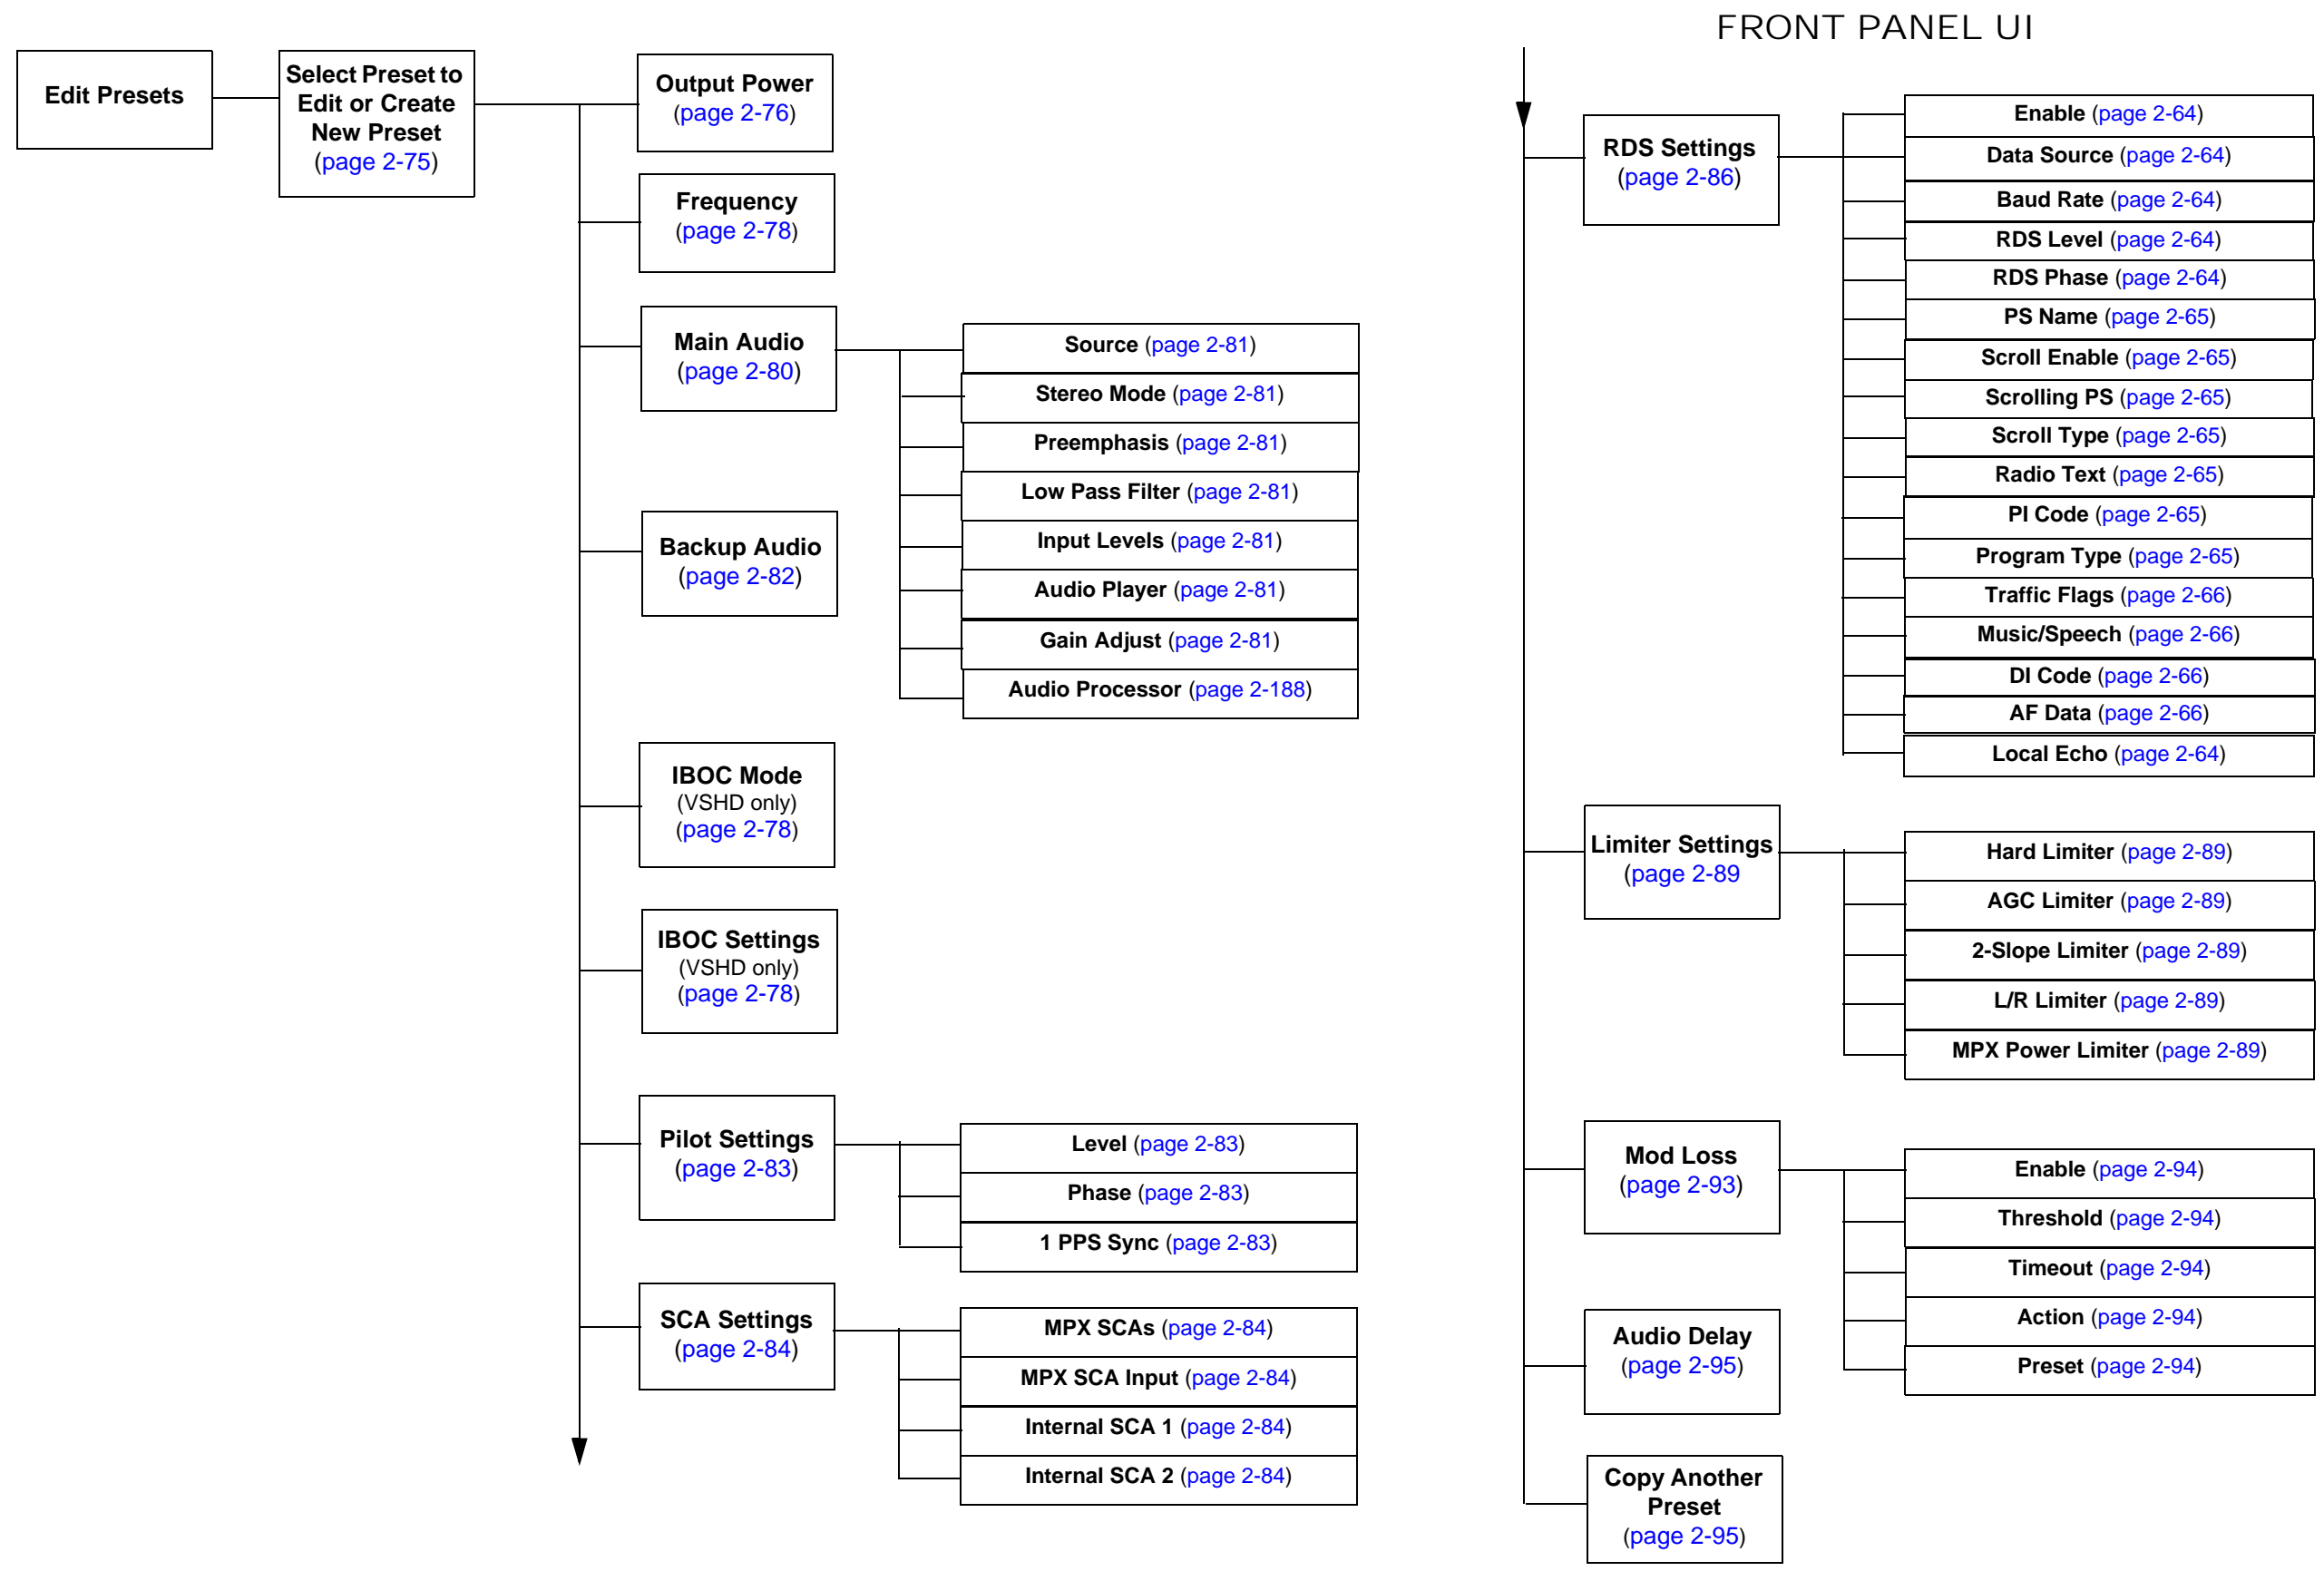 FRONT PANEL UI
Edit Presets
Select Preset to
Edit or Create
New Preset
(page 2-75)
Output Power
(page 2-76)
Frequency
(page 2-78)
Main Audio
(page 2-80)
Source (page 2-81)
Stereo Mode (page 2-81)
Preemphasis (page 2-81)
Low Pass Filter (page 2-81)
Input Levels (page 2-81)
Audio Player (page 2-81)
Gain Adjust (page 2-81)
Audio Processor (page 2-188)
Backup Audio
(page 2-82)
IBOC Mode
(VSHD only)
(page 2-78)
IBOC Settings
(VSHD only)
(page 2-78)
Pilot Settings
(page 2-83)
Level (page 2-83)
Phase (page 2-83)
1 PPS Sync (page 2-83)
SCA Settings
(page 2-84)
MPX SCAs (page 2-84)
MPX SCA Input (page 2-84)
Internal SCA 1 (page 2-84)
Internal SCA 2 (page 2-84)
RDS Settings
(page 2-86)
Enable (page 2-64)
Data Source (page 2-64)
Baud Rate (page 2-64)
RDS Level (page 2-64)
RDS Phase (page 2-64)
PS Name (page 2-65)
Scroll Enable (page 2-65)
Scrolling PS (page 2-65)
Scroll Type (page 2-65)
Radio Text (page 2-65)
PI Code (page 2-65)
Program Type (page 2-65)
Traffic Flags (page 2-66)
Music/Speech (page 2-66)
DI Code (page 2-66)
AF Data (page 2-66)
Local Echo (page 2-64)
Limiter Settings
(page 2-89
Hard Limiter (page 2-89)
AGC Limiter (page 2-89)
2-Slope Limiter (page 2-89)
L/R Limiter (page 2-89)
MPX Power Limiter (page 2-89)
Mod Loss
(page 2-93)
Enable (page 2-94)
Threshold (page 2-94)
Timeout (page 2-94)
Action (page 2-94)
Preset (page 2-94)
Audio Delay
(page 2-95)
Copy Another
Preset
(page 2-95)